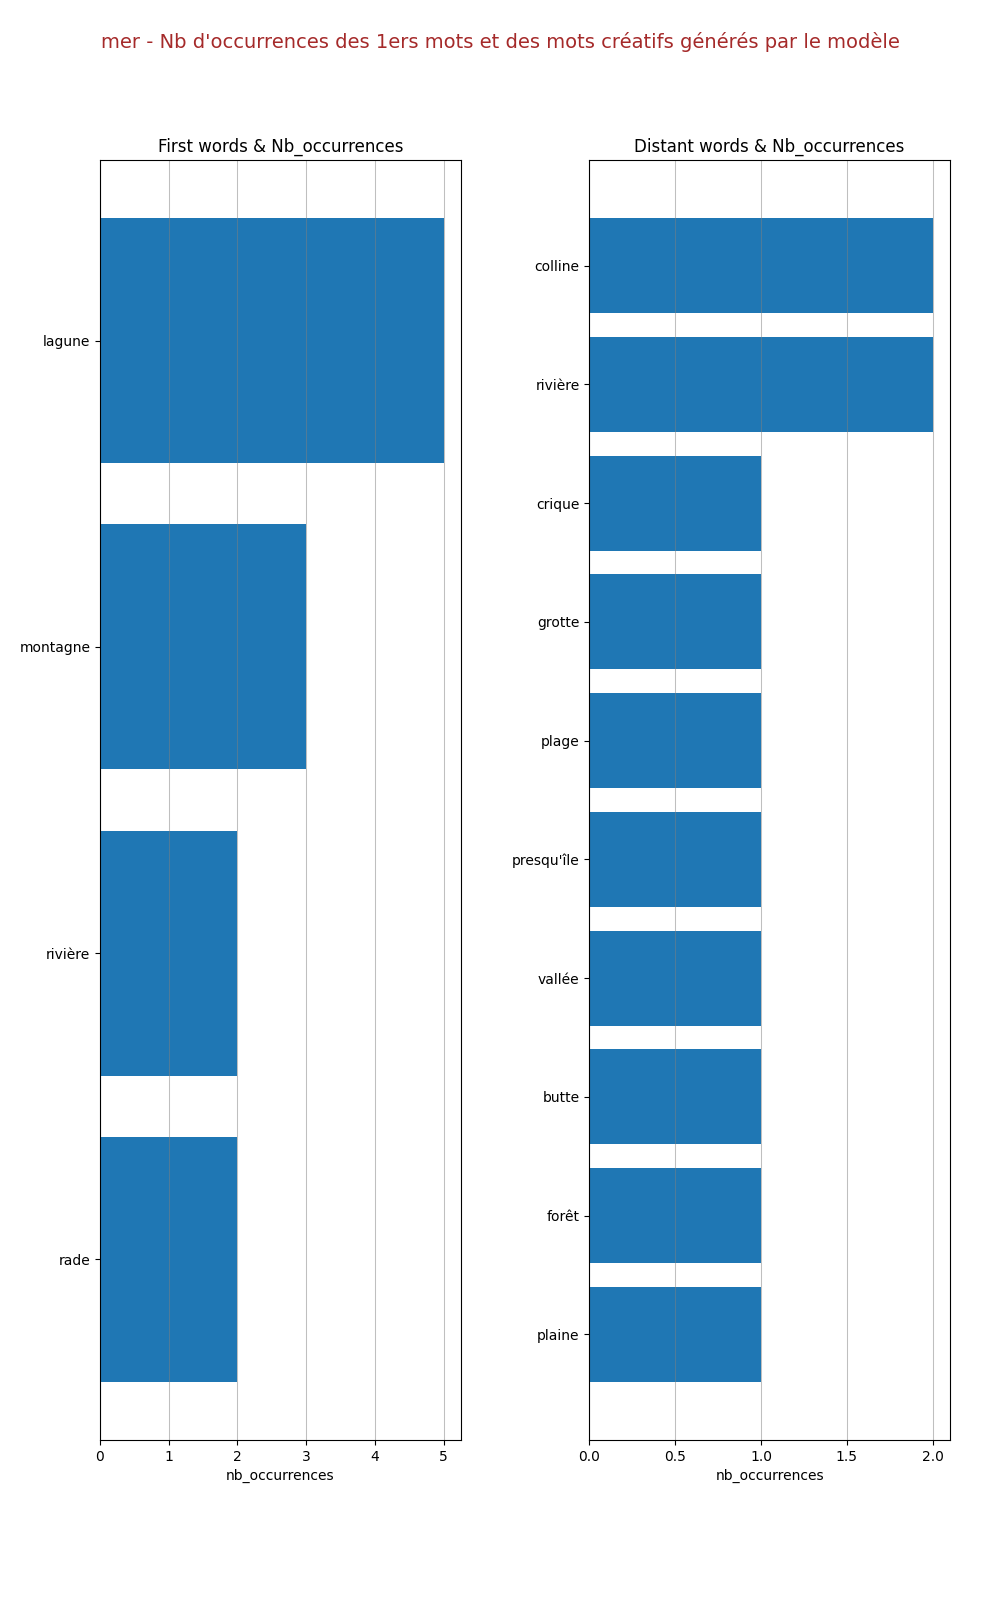 mer - Nb d'occurrences des 1ers mots et des mots créatifs générés par le modèle
First words & Nb_occurrences
lagune
montagne
rivière
rade
0 1 2 3 4 5
nb_occurrences
Distant words & Nb_occurrences
colline
rivière
crique
grotte
plage
presqu'île
vallée
butte
forêt
plaine
0.0 0.5 1.0 1.5 2.0
nb_occurrences